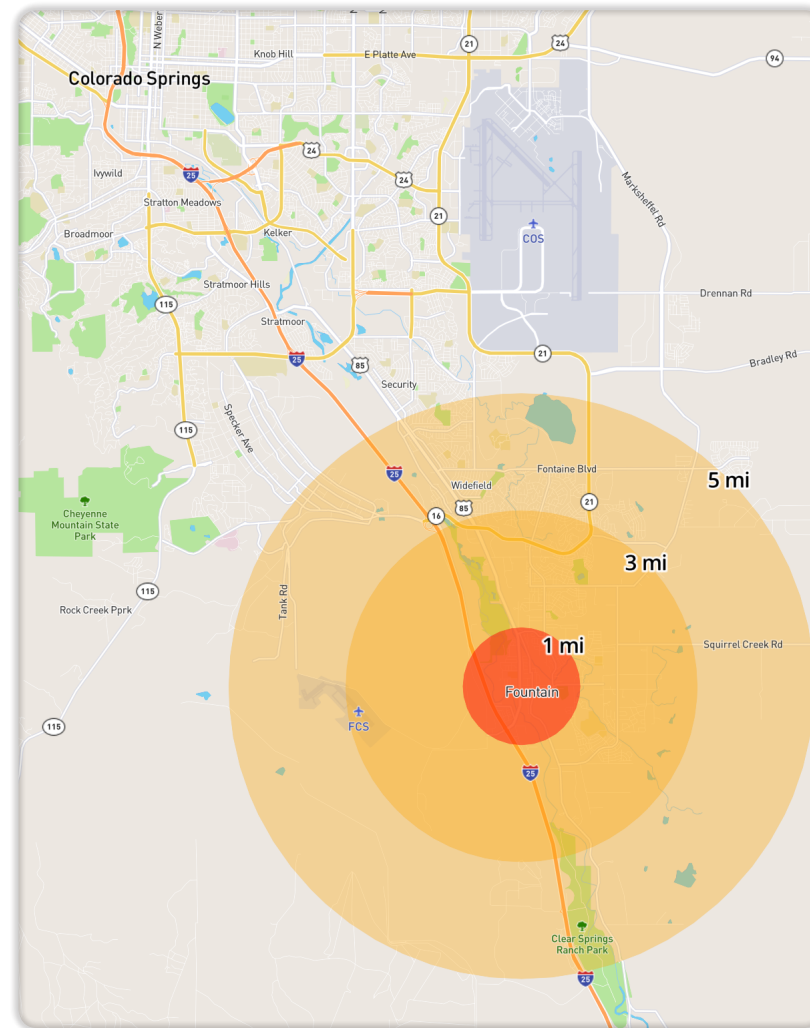 N Weber
Knob Hill
E Platte Ave
21
24
94
Colorado Springs
24
Ivywild
25
24
Marksheffel Rd
Stratton Meadows
21
Broadmoor
Kelker
COS
Stratmoor Hills
Drennan Rd
115
Stratmoor
25
85
21
Bradley Rd
Security
Specker Ave
115
Fontaine Blvd
25
5 mi
Widefield
21
85
16
Cheyenne
Mountain State
Park
3 mi
115
Tank Rd
Rock Creek Pprk
1 mi
Squirrel Creek Rd
Fountain
FCS
115
25
Clear Springs
Ranch Park
25